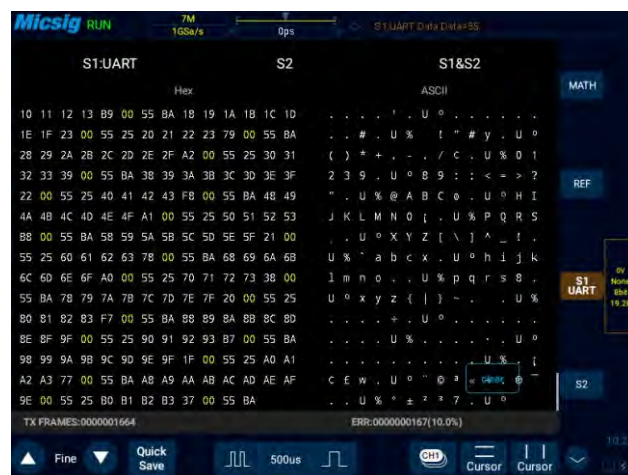 Micsig RUN 7M 1GSa/s 0ps S1:UART Data Data=55
S1:UART S2 S1&S2
MATH
Hex ASCII
10 11 12 13 B9 00 55 BA 18 19 1A 1B 1C 1D . . . . ' . U º . . . . . .
1E 1F 23 00 55 25 20 21 22 23 79 00 55 BA . . # . U % ! " # y . U º
28 29 2A 2B 2C 2D 2E 2F A2 00 55 25 30 31 ( ) * + , - . / ¢ . U % 0 1
32 33 39 00 55 BA 38 39 3A 3B 3C 3D 3E 3F 2 3 9 . U º 8 9 : ; < = > ?
REF
22 00 55 25 40 41 42 43 F8 00 55 BA 48 49 " . U % @ A B C ø . U º H I
4A 4B 4C 4D 4E 4F A1 00 55 25 50 51 52 53 J K L M N O ¡ . U % P Q R S
B8 00 55 BA 58 59 5A 5B 5C 5D 5E 5F 21 00 . . U º X Y Z [ \ ] ^ _ ! .
55 25 60 61 62 63 78 00 55 BA 68 69 6A 6B U % ` a b c x . U º h i j k
6C 6D 6E 6F A0 00 55 25 70 71 72 73 38 00 l m n o . . U % p q r s 8 .
S1 UART
55 BA 78 79 7A 7B 7C 7D 7E 7F 20 00 55 25 U º x y z { | } ~ . . U %
80 81 82 83 F7 00 55 BA 88 89 8A 8B 8C 8D . . . . ÷ . U º . . . . . .
8E 8F 9F 00 55 25 90 91 92 93 B7 00 55 BA . . . . U % . . . . . . U º
98 99 9A 9B 9C 9D 9E 9F 1F 00 55 25 A0 A1 . . . . . . . . . . U % . ¡
A2 A3 77 00 55 BA A8 A9 AA AB AC AD AE AF ¢ £ w . U º ¨ © ª « ® ¯
S2
9E 00 55 25 B0 B1 B2 B3 37 00 55 BA . . U % ° ± ² ³ 7 . U º
TX FRAMES:0000001664 ERR:0000000167(10.0%)
Fine Quick Save 500us CH1 Cursor Cursor